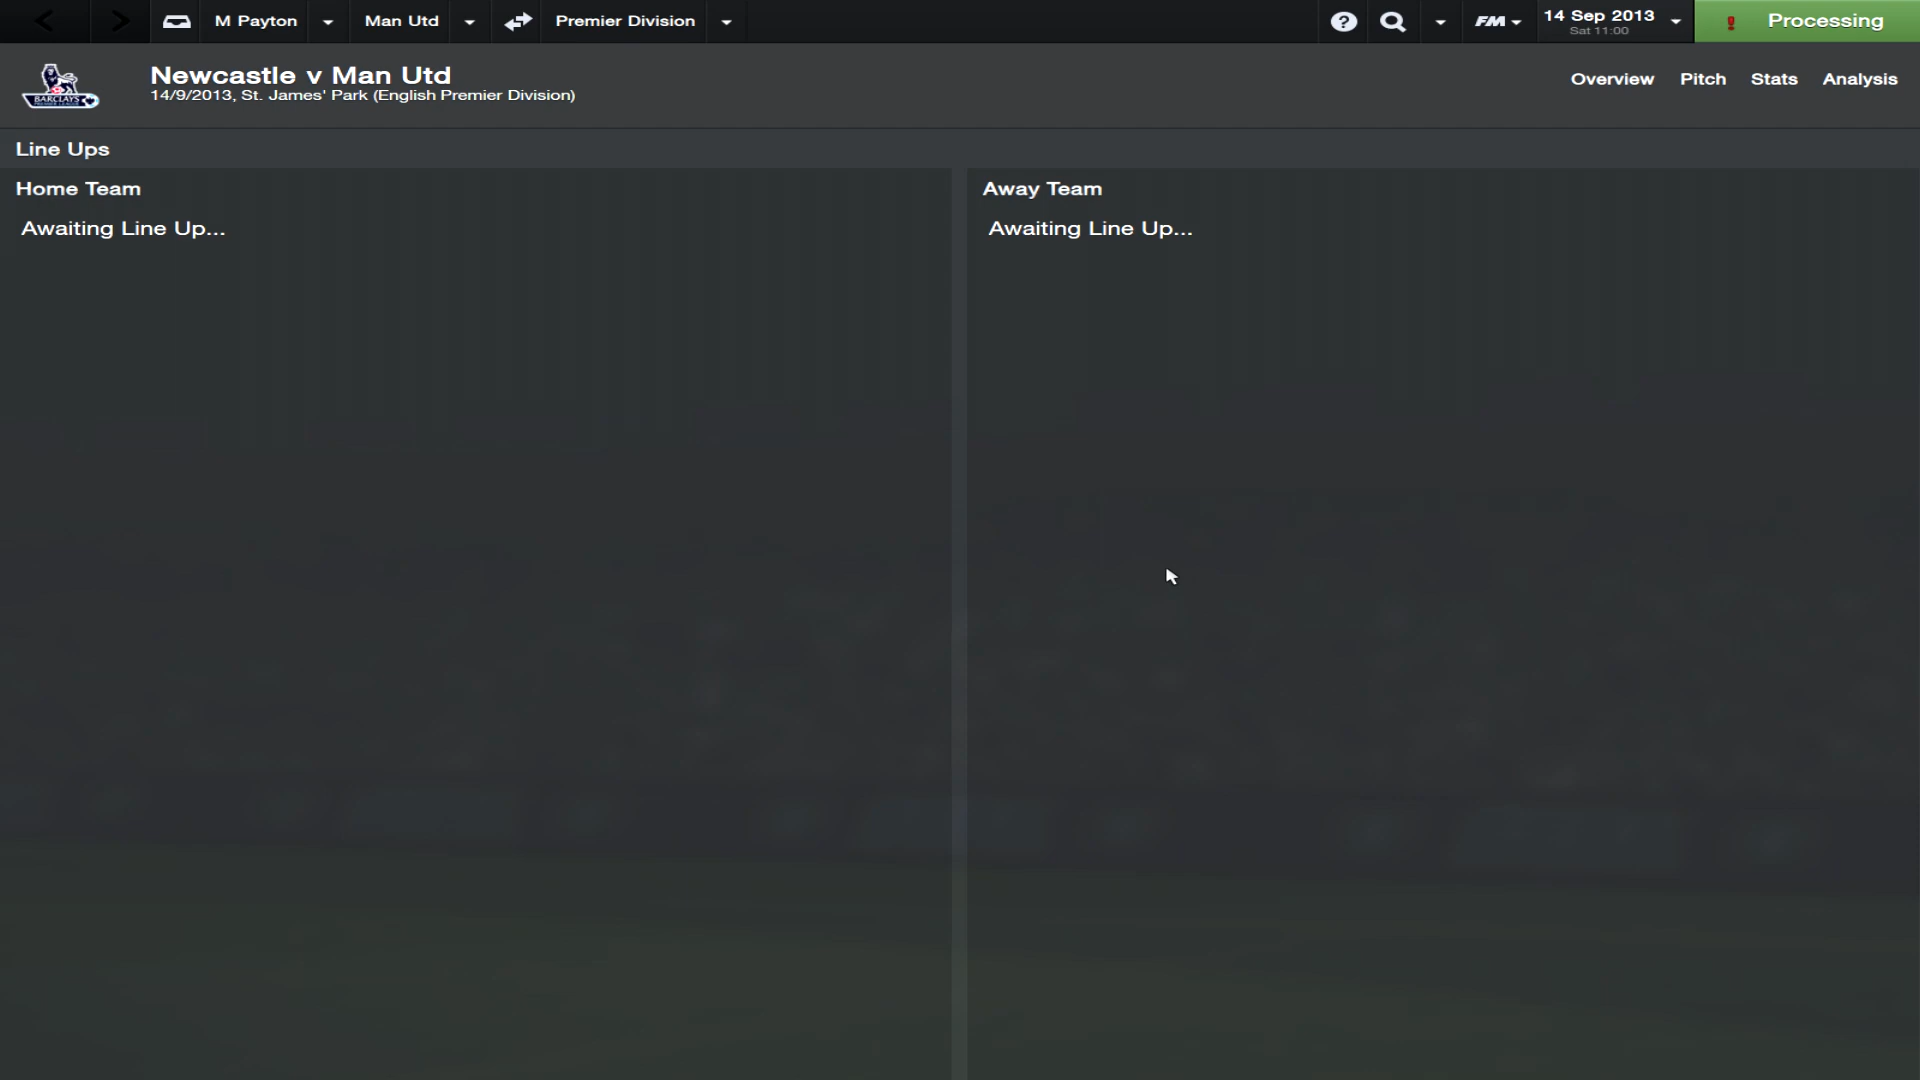 M Payton
Man Utd
Premier Division
?
FM
14 Sep 2013
Sat 11:00
Processing
Newcastle v Man Utd
14/9/2013, St. James' Park (English Premier Division)
BARCLAYS
Overview
Pitch
Stats
Analysis
Line Ups
Home Team
Away Team
Awaiting Line Up...
Awaiting Line Up...